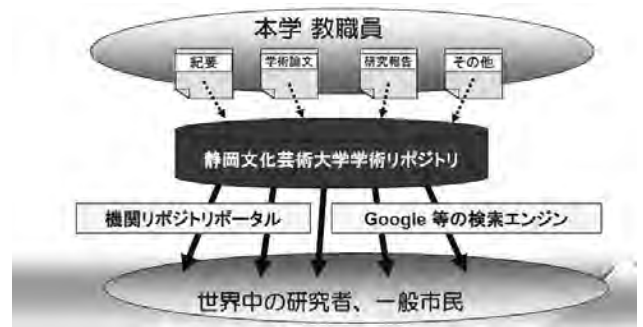 本学 教職員
紀要
学術論文
研究報告
その他
静岡文化芸術大学学術リポジトリ
機関リポジトリポータル
Google 等の検索エンジン
世界中の研究者、一般市民